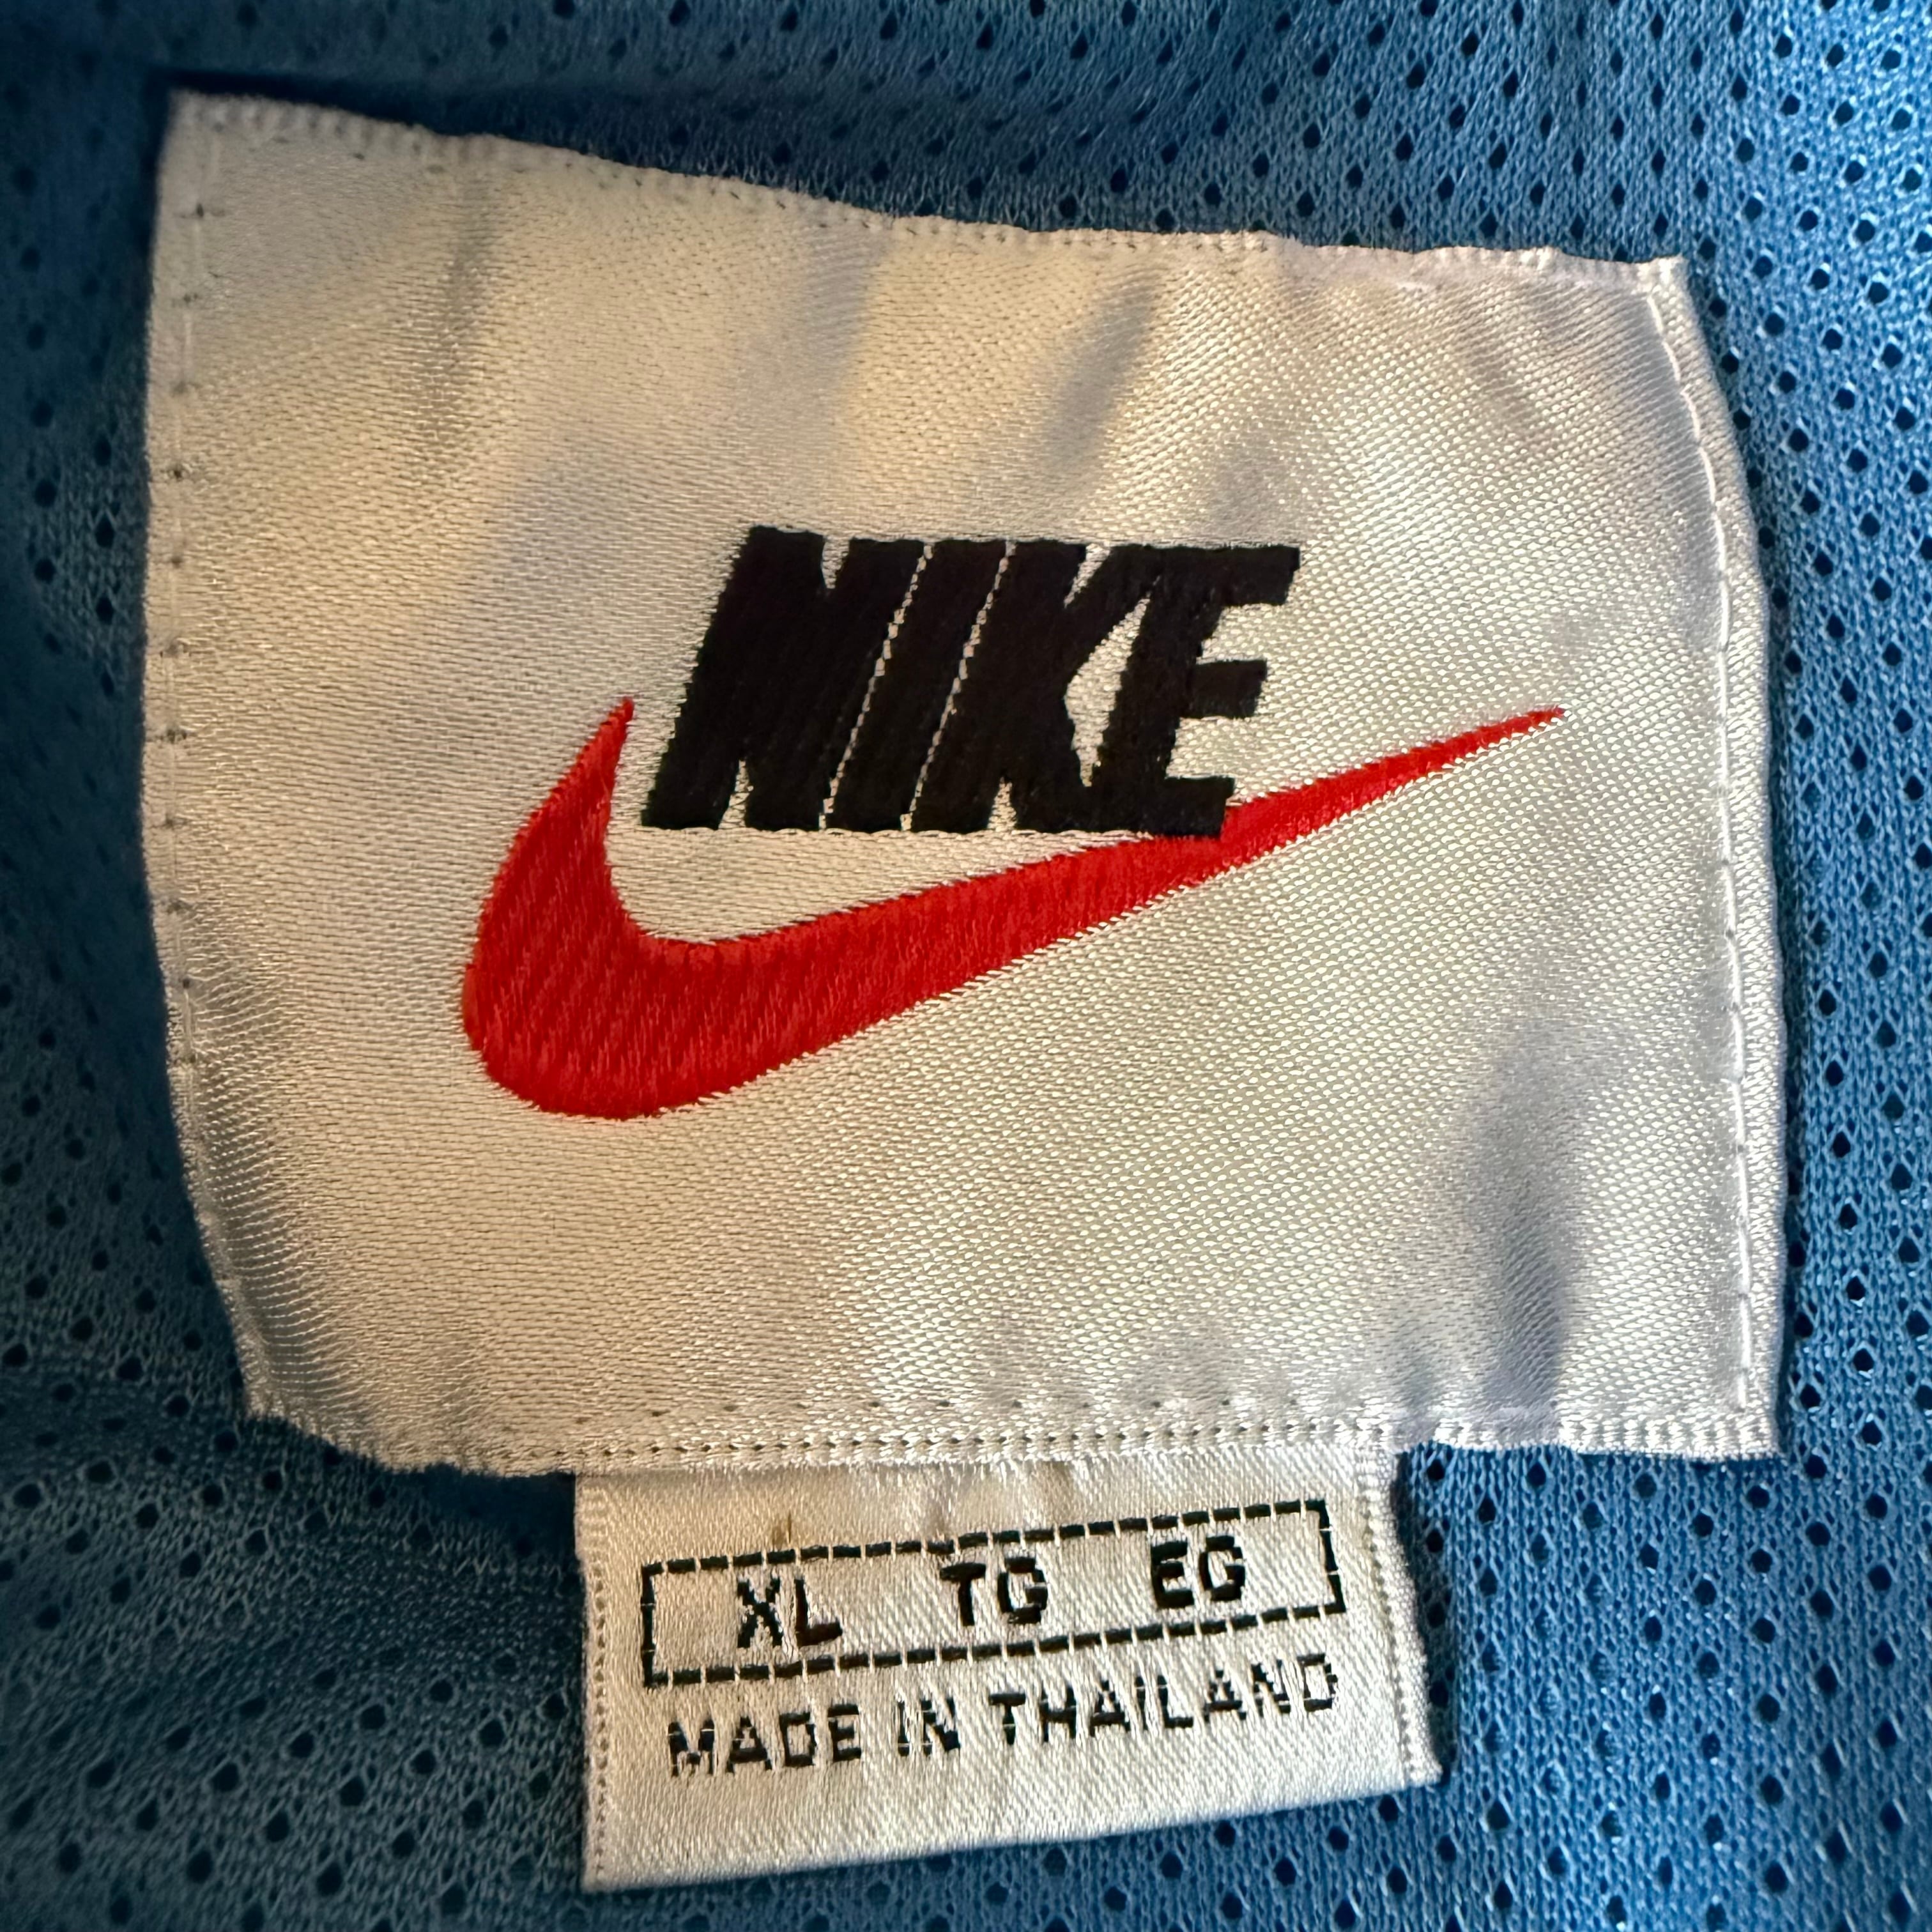 NIKE
XL TG EG
MADE IN THAILAND